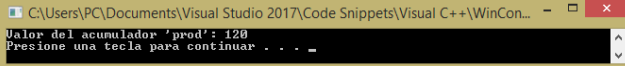 C:\Users\PC\Documents\Visual Studio 2017\Code Snippets\Visual C++\WinCon...
Valor del acumulador 'prod': 120
Presione una tecla para continuar . . . _